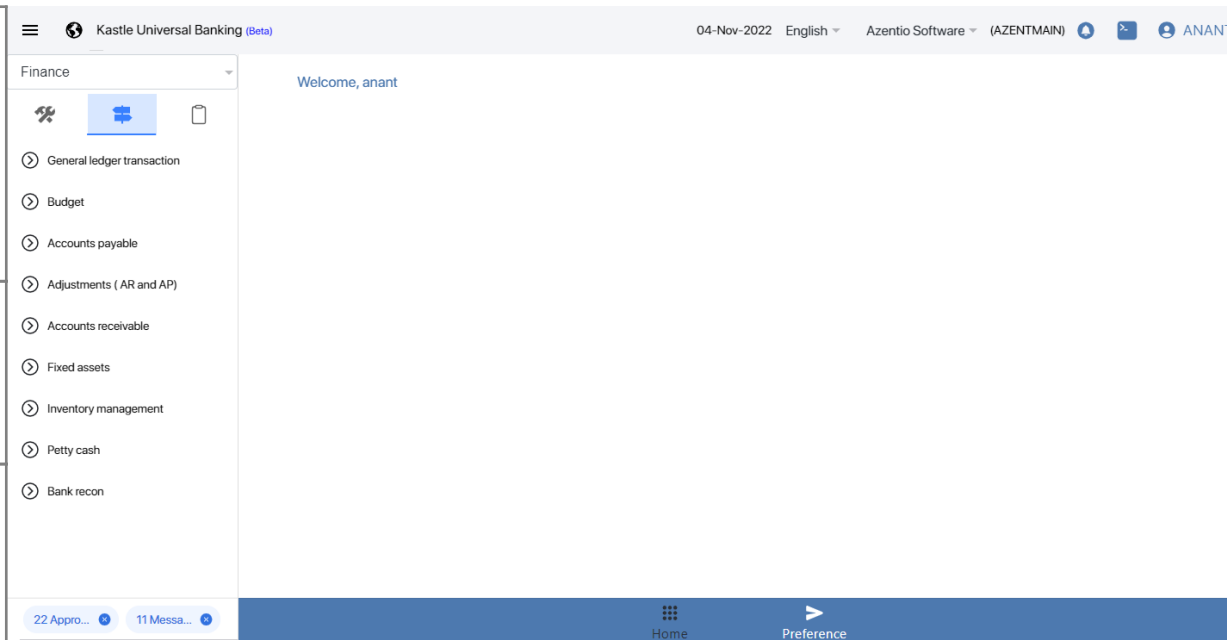 Kastle Universal Banking (Beta) 04-Nov-2022 English Azentio Software (AZENTMAIN) ANANT
Finance
Welcome, anant
General ledger transaction
Budget
Accounts payable
Adjustments ( AR and AP)
Accounts receivable
Fixed assets
Inventory management
Petty cash
Bank recon
22 Appro... 11 Messa...
Home Preference